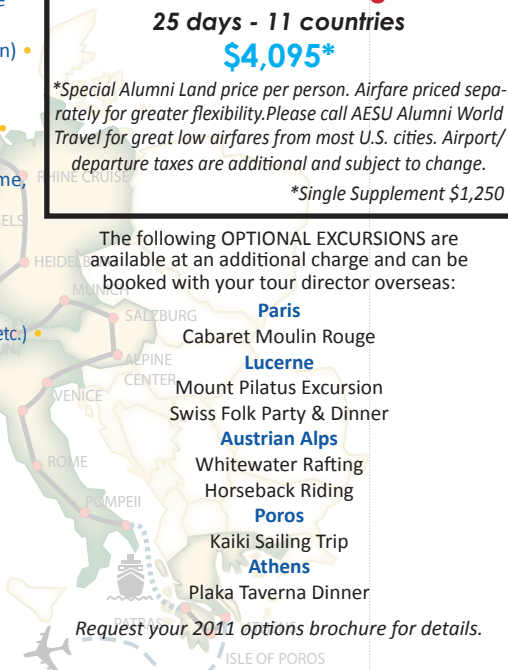 25 days - 11 countries
$4,095*
*Special Alumni Land price per person. Airfare priced sepa-
rately for greater flexibility.Please call AESU Alumni World
Travel for great low airfares from most U.S. cities. Airport/
departure taxes are additional and subject to change.
*Single Supplement $1,250
n)
me,
etc.)
RHINE CRUISE
ELS
HEIDELB
MUNICH
SALZBURG
ALPINE
CENTER
VENICE
ROME
POMPEII
PATRAS
ISLE OF POROS
The following OPTIONAL EXCURSIONS are
available at an additional charge and can be
booked with your tour director overseas:
Paris
Cabaret Moulin Rouge
Lucerne
Mount Pilatus Excursion
Swiss Folk Party & Dinner
Austrian Alps
Whitewater Rafting
Horseback Riding
Poros
Kaiki Sailing Trip
Athens
Plaka Taverna Dinner
Request your 2011 options brochure for details.